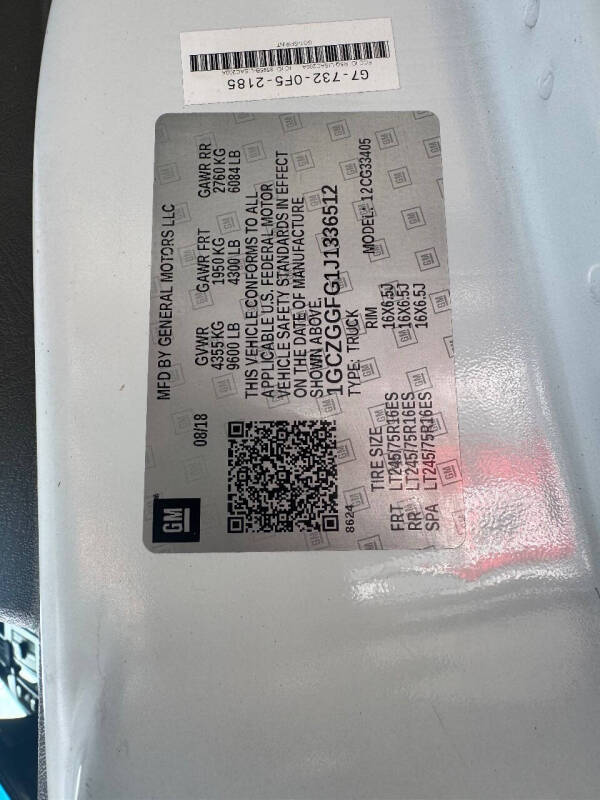 G7-732-0F5-2185
GM
MFD BY GENERAL MOTORS LLC
08/18
GVWR GAWR FRT GAWR RR
4355 KG 1950 KG 2760 KG
9600 LB 4300 LB 6084 LB
THIS VEHICLE CONFORMS TO ALL
APPLICABLE U.S. FEDERAL MOTOR
VEHICLE SAFETY STANDARDS IN EFFECT
ON THE DATE OF MANUFACTURE
SHOWN ABOVE.
1GCZGGFG1J1336512
8624 TYPE: TRUCK MODEL: 12CG33405
TIRE SIZE RIM
FRT LT245/75R16ES 16X6.5J
RR LT245/75R16ES 16X6.5J
SPA LT245/75R16ES 16X6.5J